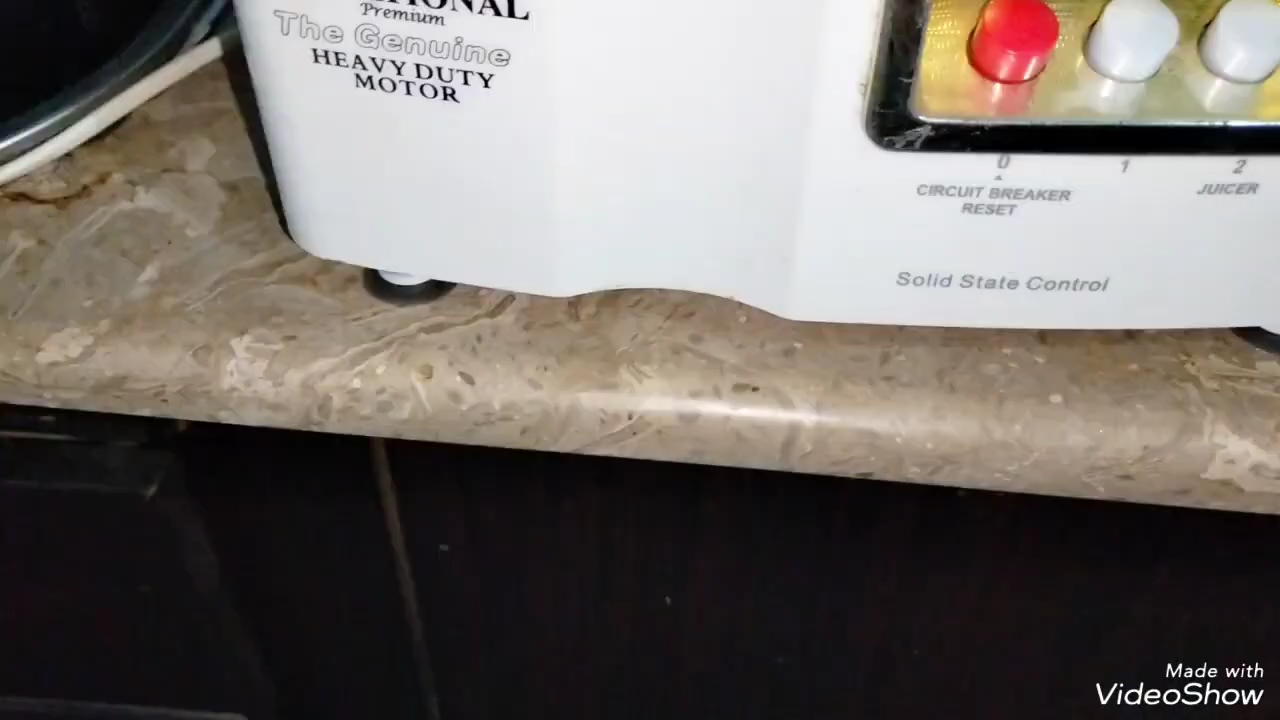 Premium
The Genuine
HEAVY DUTY
MOTOR
0
1
2
CIRCUIT BREAKER
RESET
JUICER
Solid State Control
Made with
VideoShow